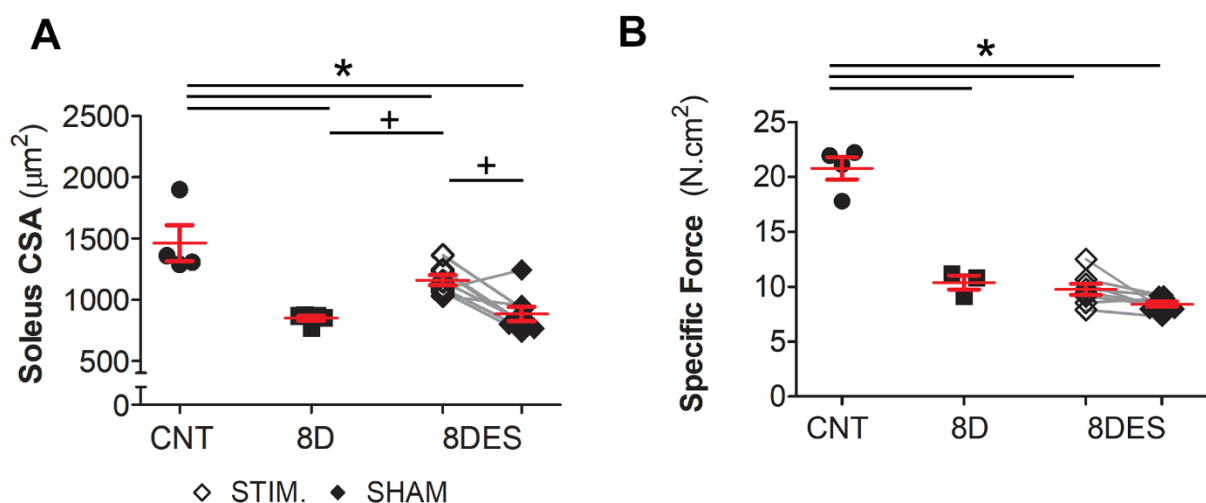 A
*
+
+
Soleus CSA (μm²)
2500
2000
1500
1000
500
0
CNT 8D 8DES
STIM. SHAM
B
*
Specific Force (N.cm²)
25
20
15
10
5
0
CNT 8D 8DES